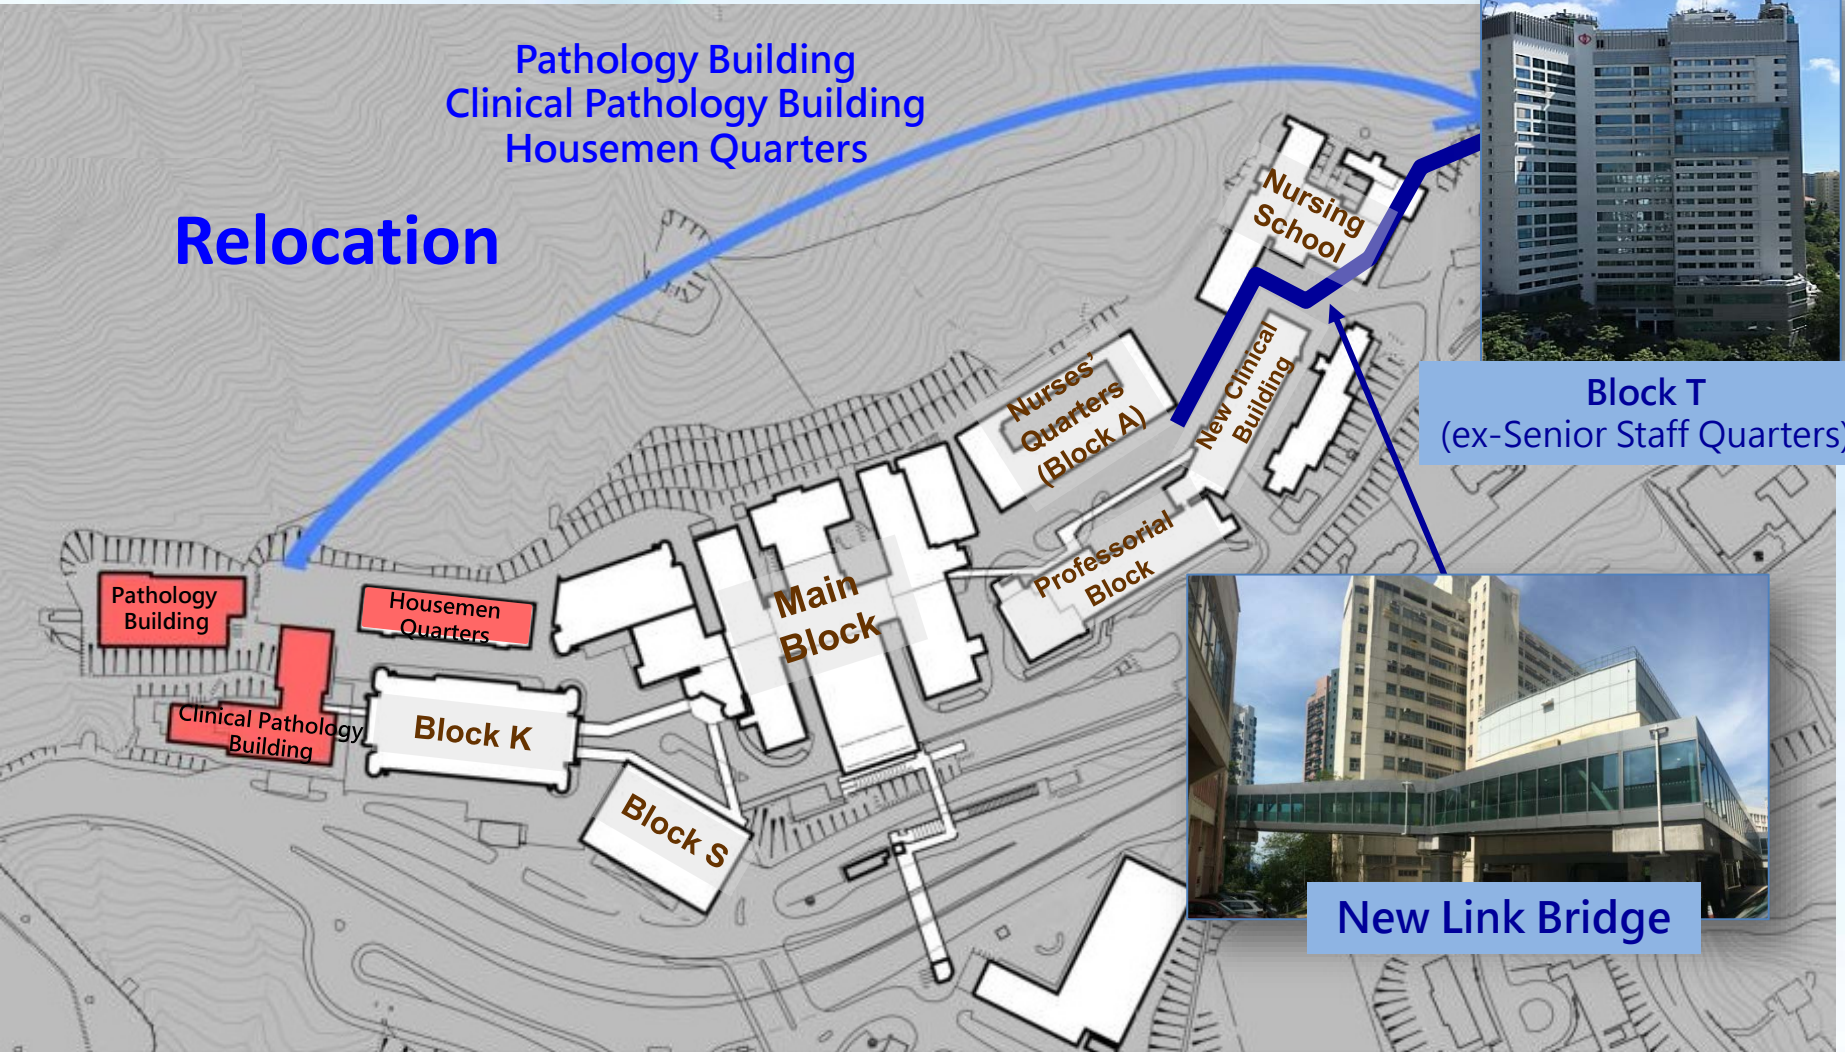 Pathology Building
Clinical Pathology Building
Housemen Quarters
Relocation
Nursing
School
Nurses'
Quarters
(Block A)
New Clinical
Building
Block T
(ex-Senior Staff Quarters)
Professorial
Block
Main
Block
Pathology
Building
Housemen
Quarters
Clinical Pathology
Building
Block K
Block S
New Link Bridge